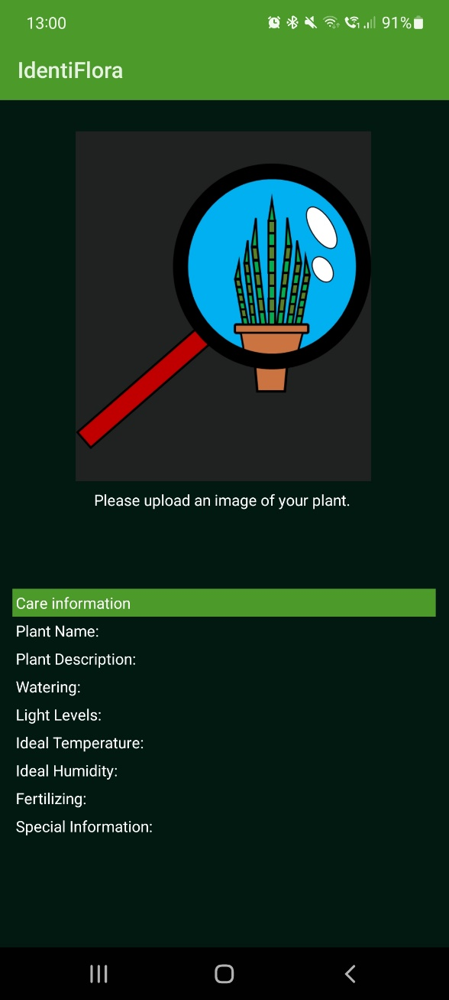 13:00
91%
IdentiFlora
Please upload an image of your plant.
Care information
Plant Name:
Plant Description:
Watering:
Light Levels:
Ideal Temperature:
Ideal Humidity:
Fertilizing:
Special Information: